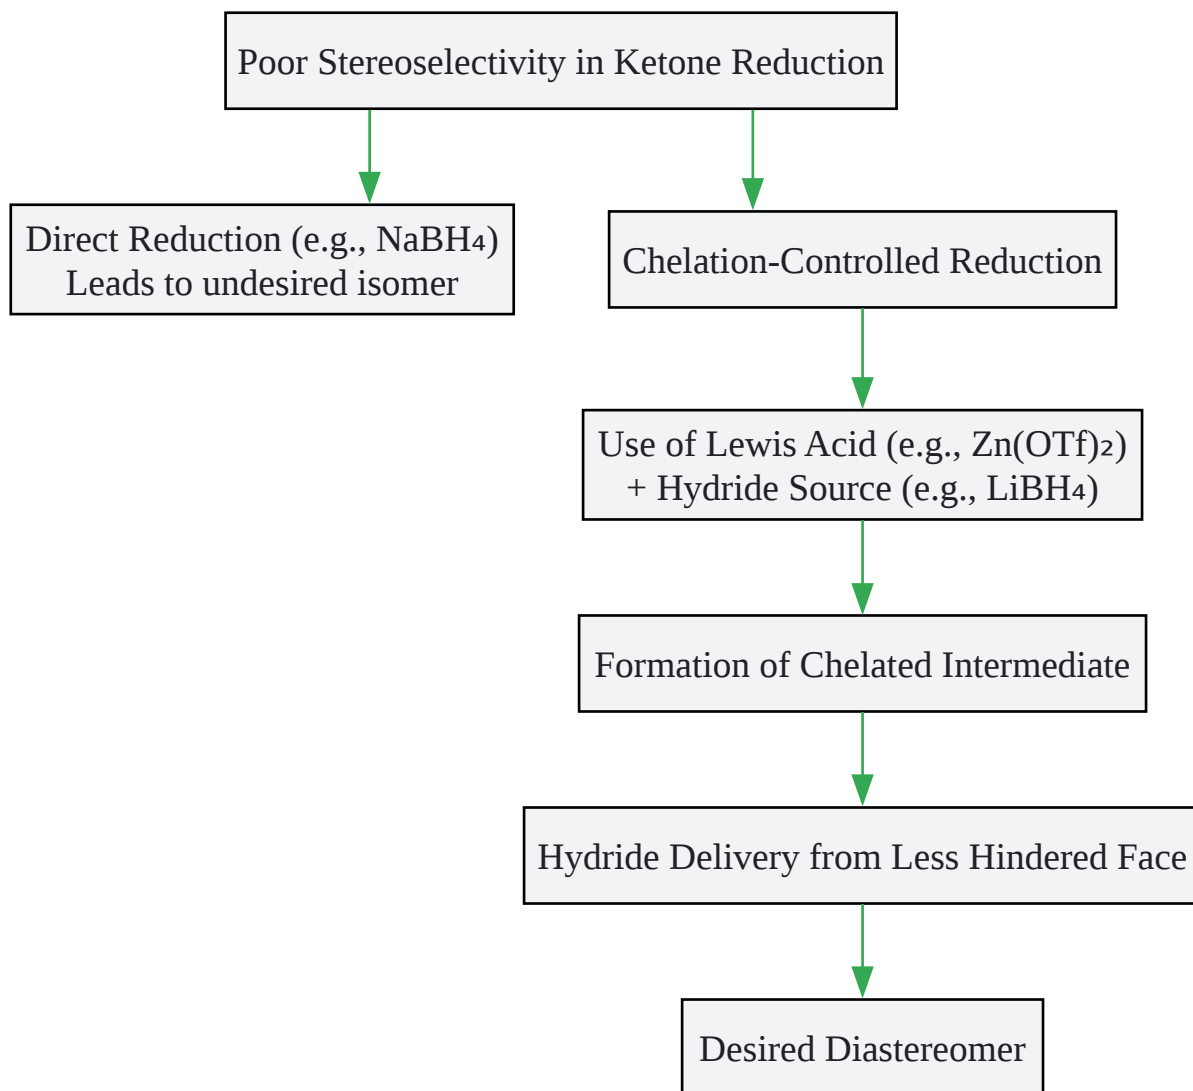 Poor Stereoselectivity in Ketone Reduction
Direct Reduction (e.g., NaBH₄)
Leads to undesired isomer
Chelation-Controlled Reduction
Use of Lewis Acid (e.g., Zn(OTf)₂)
+ Hydride Source (e.g., LiBH₄)
Formation of Chelated Intermediate
Hydride Delivery from Less Hindered Face
Desired Diastereomer